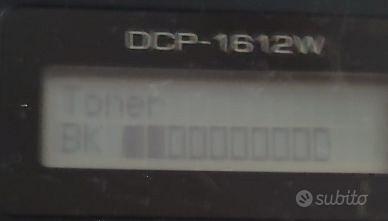 DCP-1612W
Toner
BK
subito